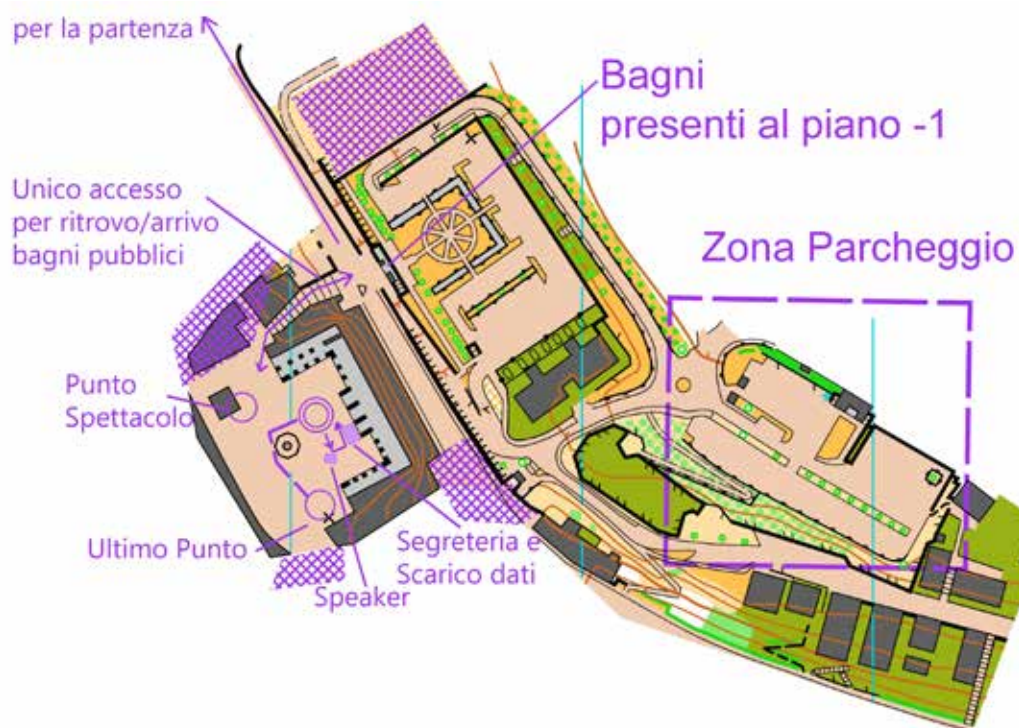 per la partenza
Bagni
presenti al piano -1
Unico accesso
per ritrovo/arrivo
bagni pubblici
Zona Parcheggio
Punto
Spettacolo
Ultimo Punto
Segreteria e
Scarico dati
Speaker